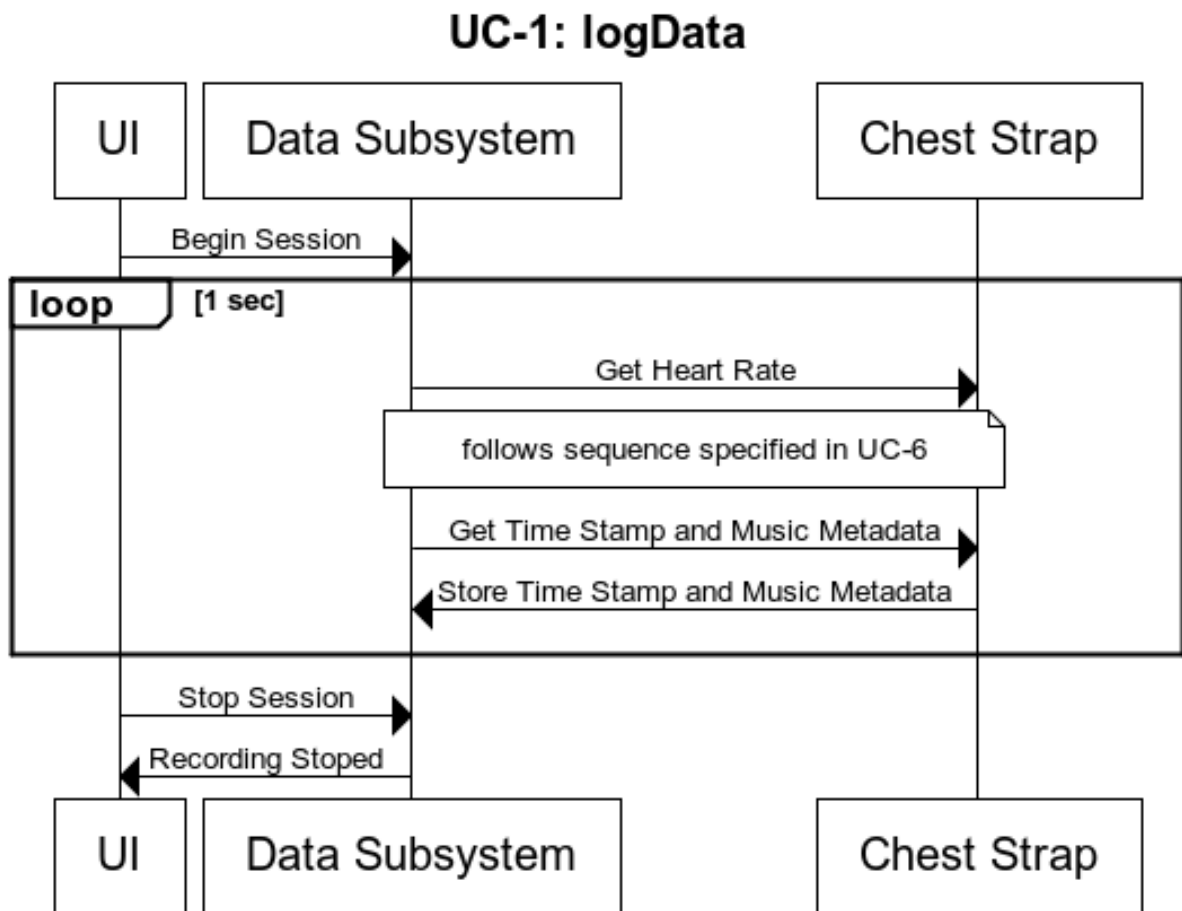 UC-1: logData
UI
Data Subsystem
Chest Strap
Begin Session
loop
[1 sec]
Get Heart Rate
follows sequence specified in UC-6
Get Time Stamp and Music Metadada
Store Time Stamp and Music Metadata
Stop Session
Recording Stoped
UI
Data Subsystem
Chest Strap